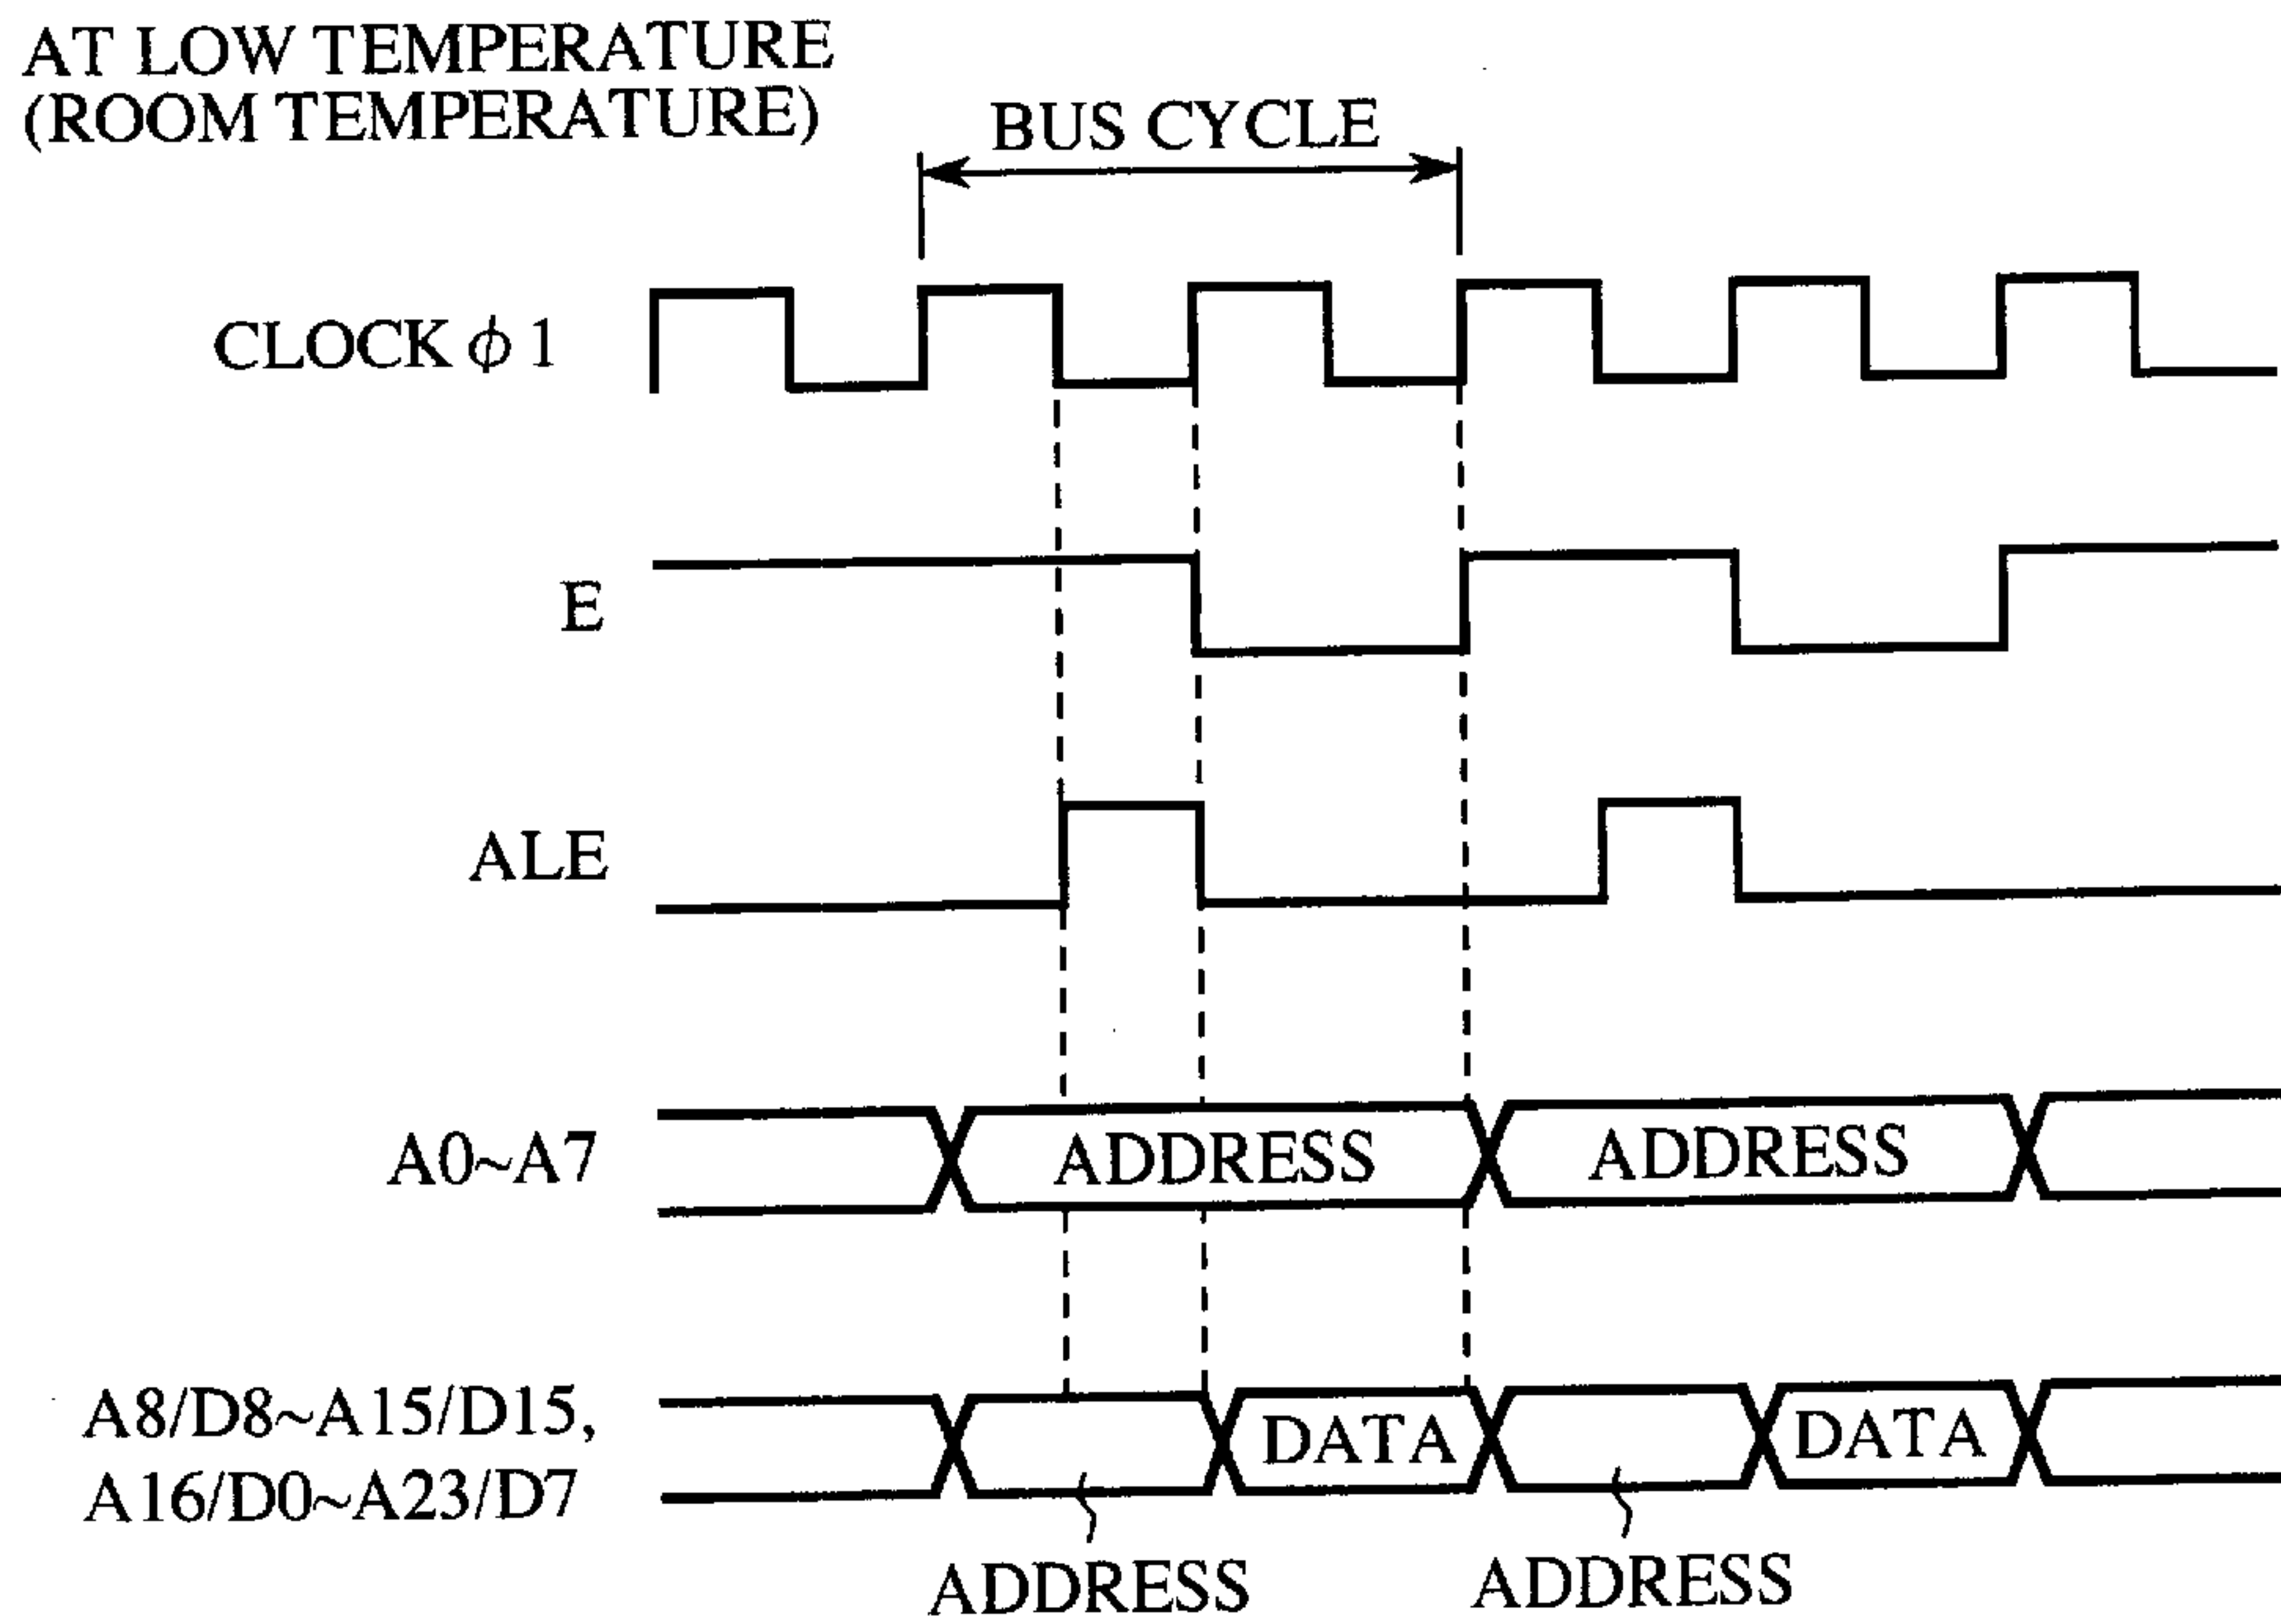 AT LOW TEMPERATURE
(ROOM TEMPERATURE)
BUS CYCLE
CLOCK ϕ 1
E
ALE
A0~A7
ADDRESS
ADDRESS
A8/D8~A15/D15,
A16/D0~A23/D7
DATA
DATA
ADDRESS
ADDRESS